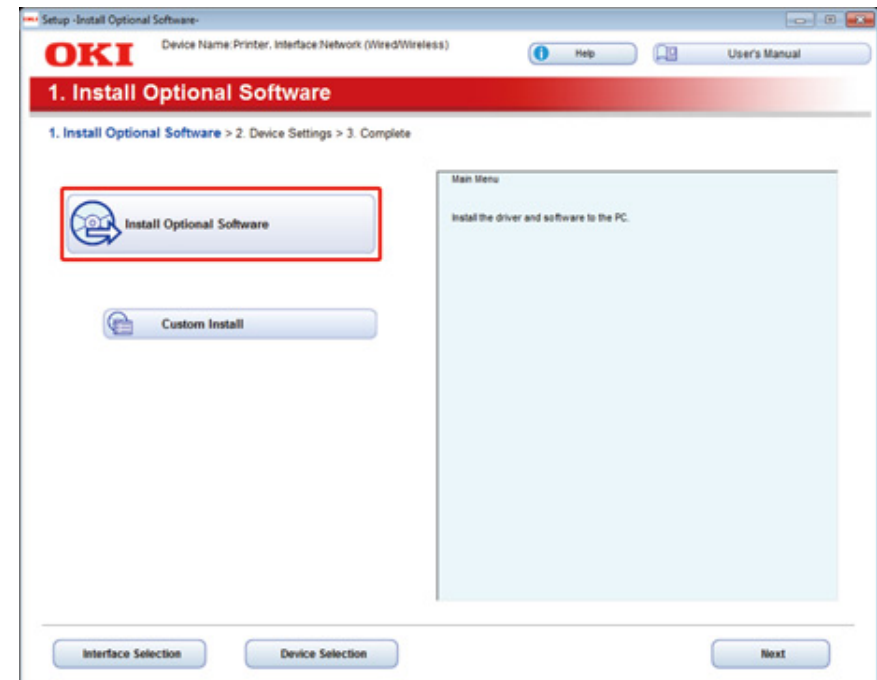 Setup -Install Optional Software-
OKI
Device Name:Printer, Interface:Network (Wired/Wireless)
Help
User's Manual
1. Install Optional Software
1. Install Optional Software > 2. Device Settings > 3. Complete
Main Menu
Install Optional Software
Install the driver and software to the PC.
Custom Install
Interface Selection
Device Selection
Next